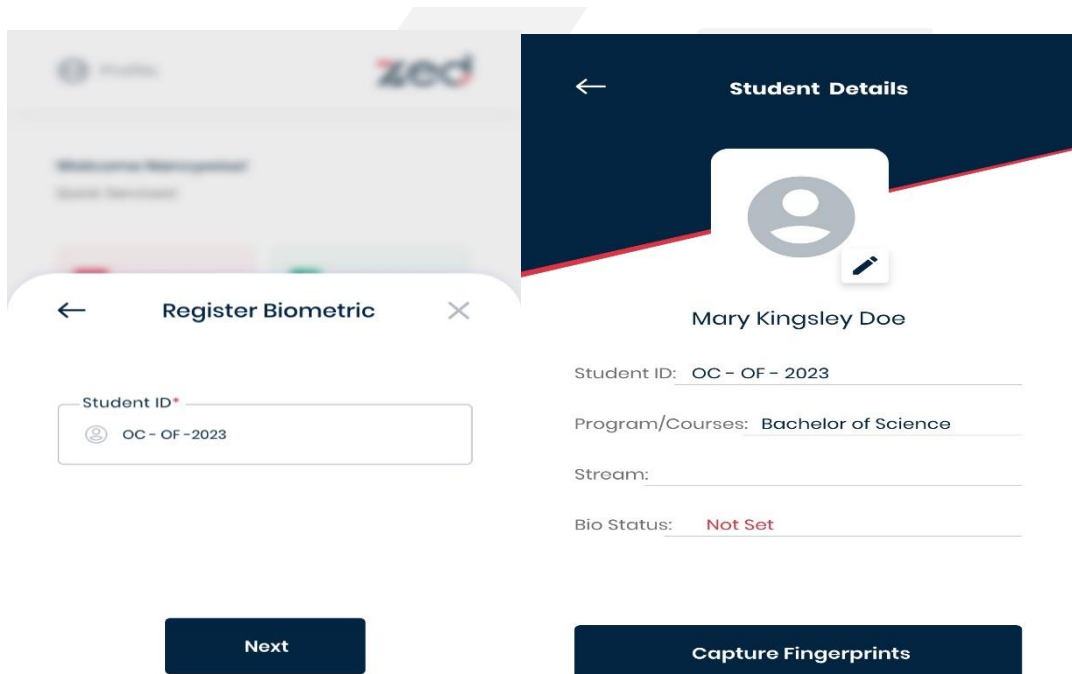 zed
Register Biometric
Student ID*
OC - OF -2023
Next
Student Details
Mary Kingsley Doe
Student ID: OC - OF - 2023
Program/Courses: Bachelor of Science
Stream:
Bio Status: Not Set
Capture Fingerprints